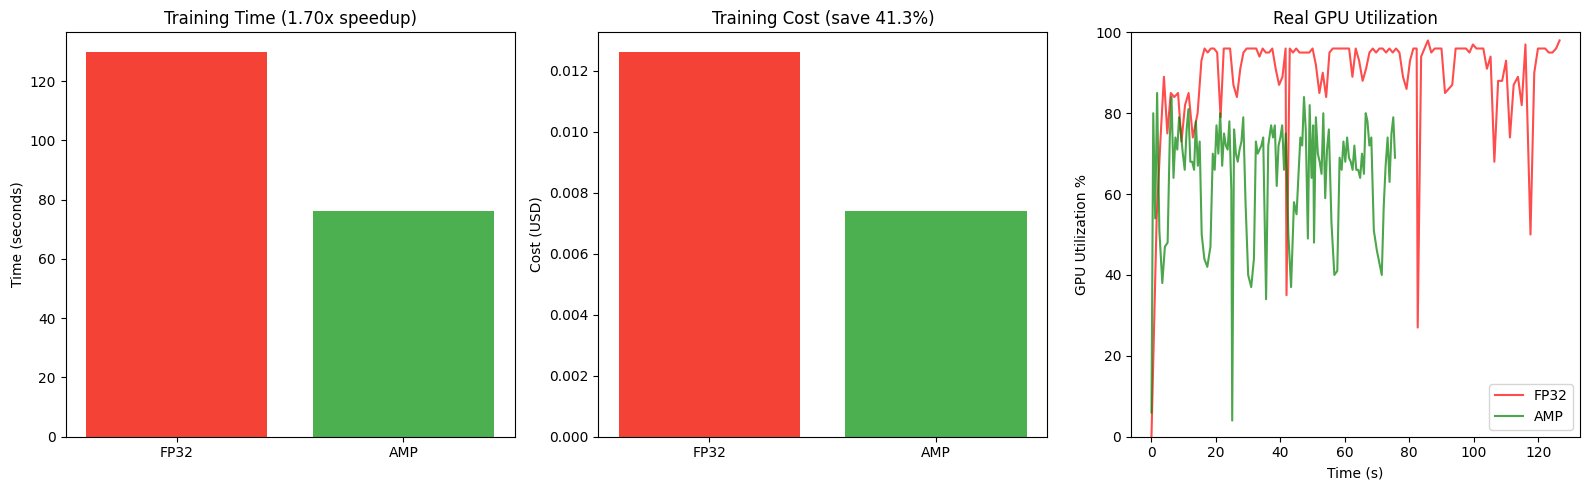 Training Time (1.70x speedup)
Time (seconds)
120
100
80
60
40
20
0
FP32
AMP
Training Cost (save 41.3%)
Cost (USD)
0.012
0.010
0.008
0.006
0.004
0.002
0.000
FP32
AMP
Real GPU Utilization
GPU Utilization %
100
80
60
40
20
0
0
20
40
60
80
100
120
Time (s)
FP32
AMP